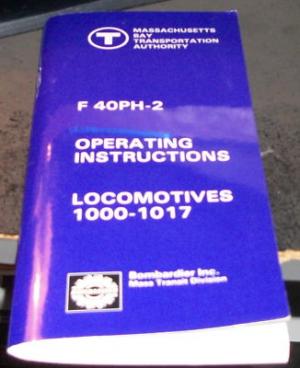 T
MASSACHUSETTS
BAY
TRANSPORTATION
AUTHORITY
F 40PH-2
OPERATING
INSTRUCTIONS
LOCOMOTIVES
1000-1017
Bombardier Inc.
Mass Transit Division